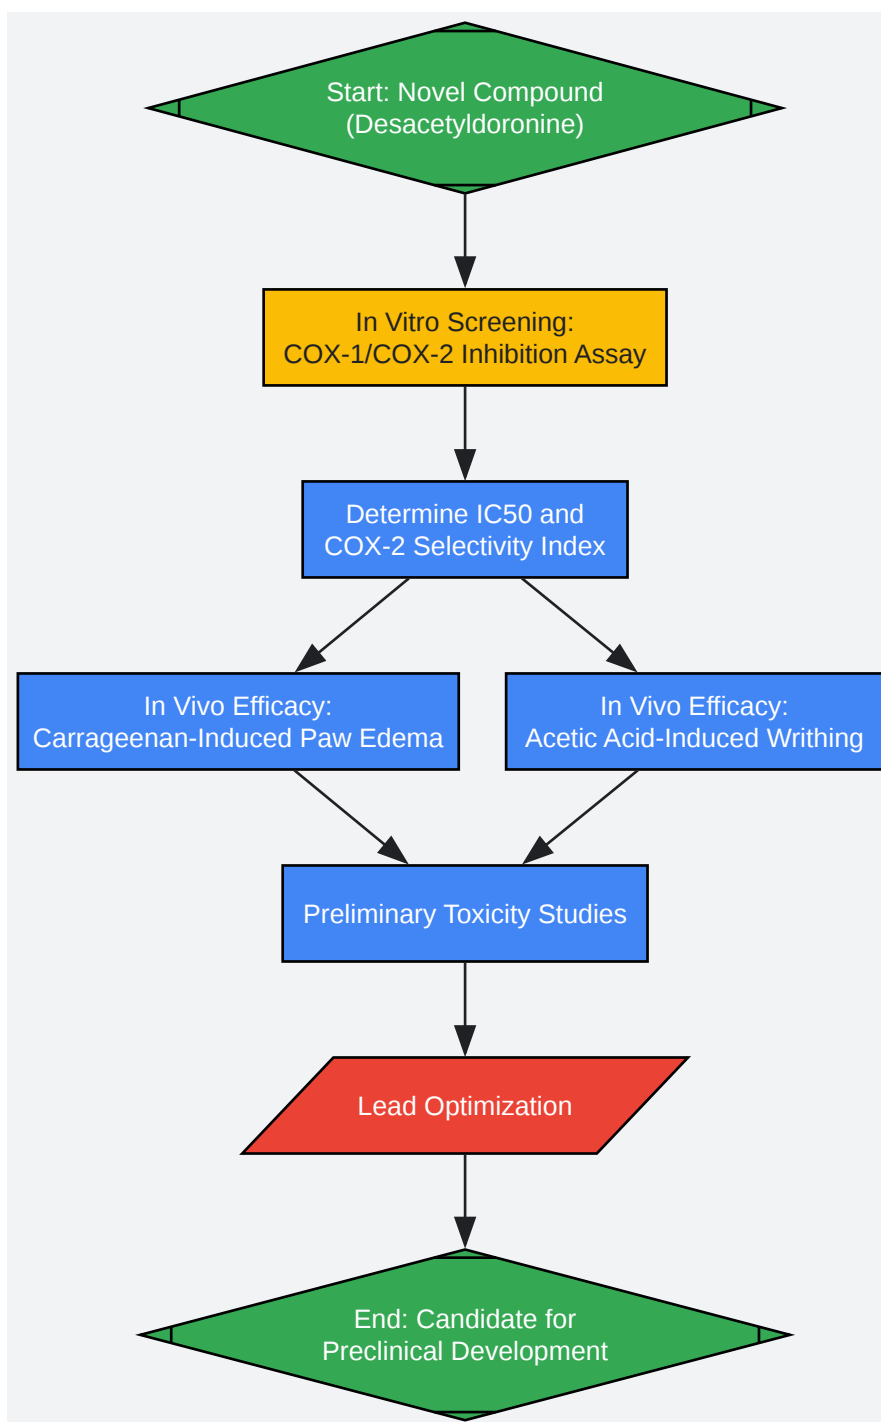 Start: Novel Compound
(Desacetyldoronine)
In Vitro Screening:
COX-1/COX-2 Inhibition Assay
Determine IC50 and
COX-2 Selectivity Index
In Vivo Efficacy:
Carrageenan-Induced Paw Edema
In Vivo Efficacy:
Acetic Acid-Induced Writhing
Preliminary Toxicity Studies
Lead Optimization
End: Candidate for
Preclinical Development